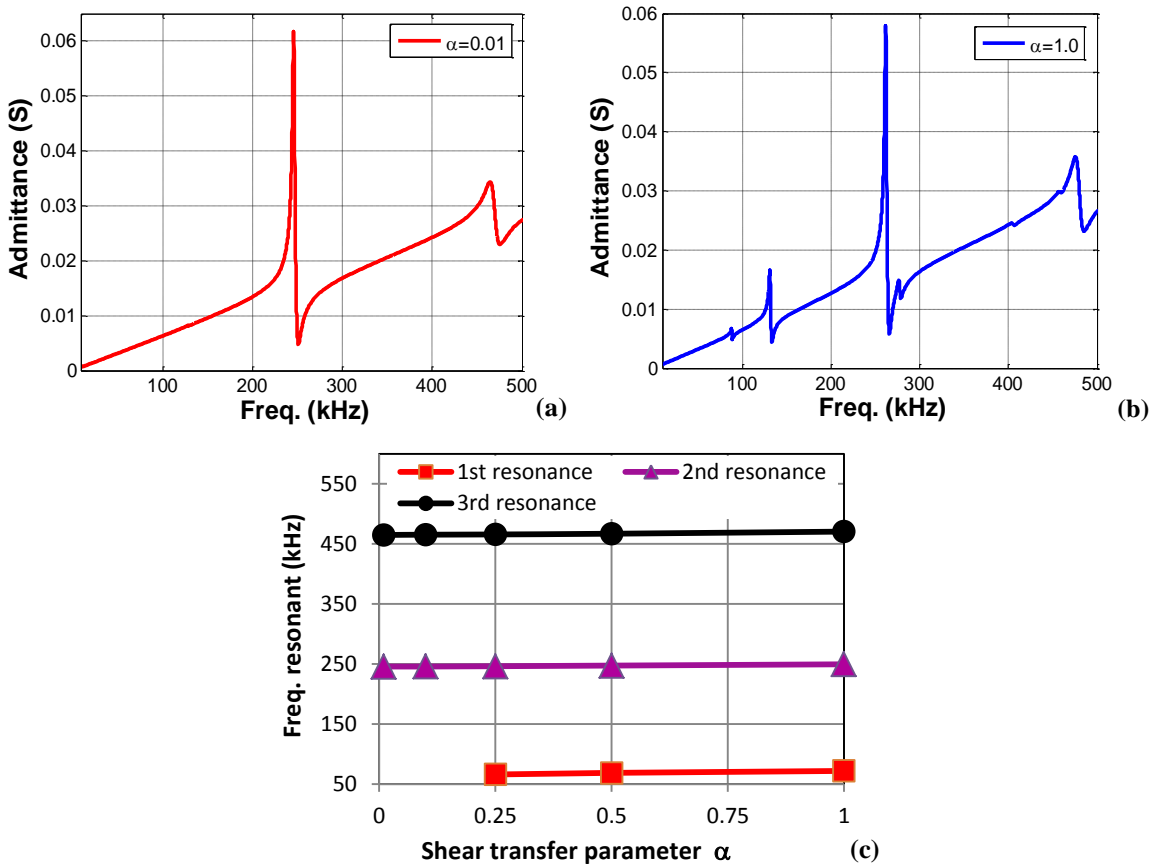 α=0.01
0.06
0.05
0.04
0.03
0.02
0.01
0
Admittance (S)
100 200 300 400 500
Freq. (kHz)
(a)
α=1.0
0.06
0.05
0.04
0.03
0.02
0.01
0
Admittance (S)
100 200 300 400 500
Freq. (kHz)
(b)
1st resonance
2nd resonance
3rd resonance
550
450
350
250
150
50
Freq. resonant (kHz)
0 0.25 0.5 0.75 1
Shear transfer parameter α
(c)